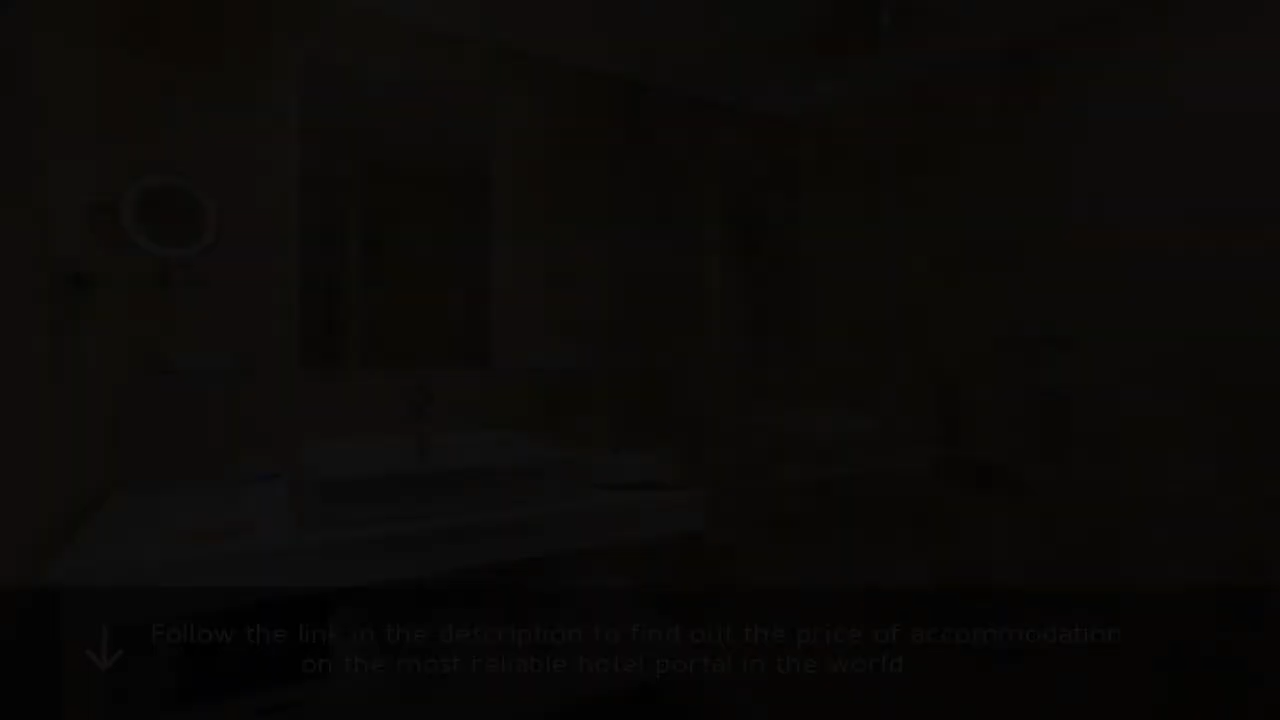 Follow the link in the description to find out the price of accommodation
on the most reliable hotel portal in the world